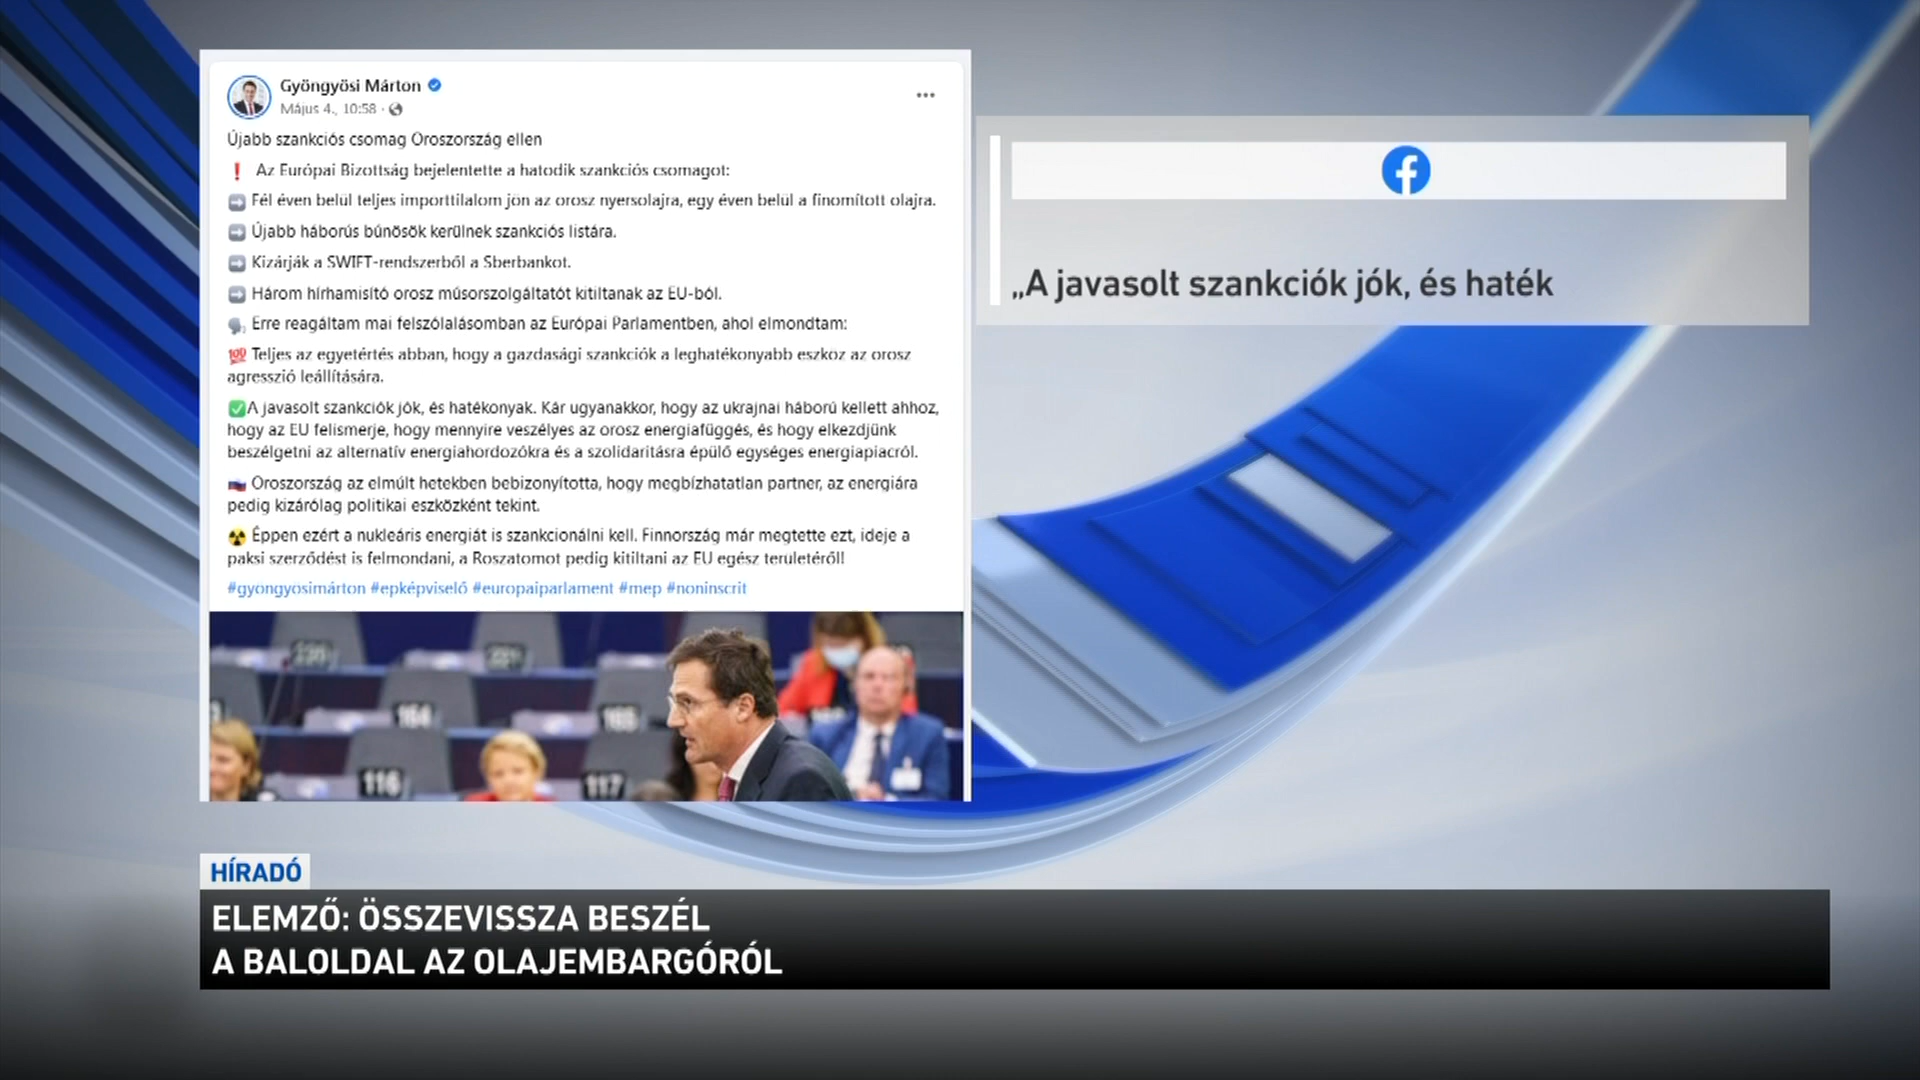 Gyöngyösi Márton
Május 4., 10:58 ·
Újabb szankciós csomag Oroszország ellen
❗ Az Európai Bizottság bejelentette a hatodik szankciós csomagot:
➡ Fél éven belül teljes importtilalom jön az orosz nyersolajra, egy éven belül a finomított olajra.
➡ Újabb háborús bűnösök kerülnek szankciós listára.
➡ Kizárják a SWIFT-rendszerből a Sberbankot.
➡ Három hírhamisító orosz műsorszolgáltatót kitiltanak az EU-ból.
🗣 Erre reagáltam mai felszólalásomban az Európai Parlamentben, ahol elmondtam:
💯 Teljes az egyetértés abban, hogy a gazdasági szankciók a leghatékonyabb eszköz az orosz
agresszió leállítására.
✅A javasolt szankciók jók, és hatékonyak. Kár ugyanakkor, hogy az ukrajnai háború kellett ahhoz,
hogy az EU felismerje, hogy mennyire veszélyes az orosz energiafüggés, és hogy elkezdjünk
beszélgetni az alternatív energiahordozókra és a szolidaritásra épülő egységes energiapiacról.
🇷🇺 Oroszország az elmúlt hetekben bebizonyította, hogy megbízhatatlan partner, az energiára
pedig kizárólag politikai eszközként tekint.
☢ Éppen ezért a nukleáris energiát is szankcionálni kell. Finnország már megtette ezt, ideje a
paksi szerződést is felmondani, a Roszatomot pedig kitiltani az EU egész területéről!
#gyöngyösimárton #epképviselő #europaiparlament #mep #noninscrit
164
165
116
117
„A javasolt szankciók jók, és haték
HÍRADÓ
ELEMZŐ: ÖSSZEVISSZA BESZÉL
A BALOLDAL AZ OLAJEMBARGÓRÓL